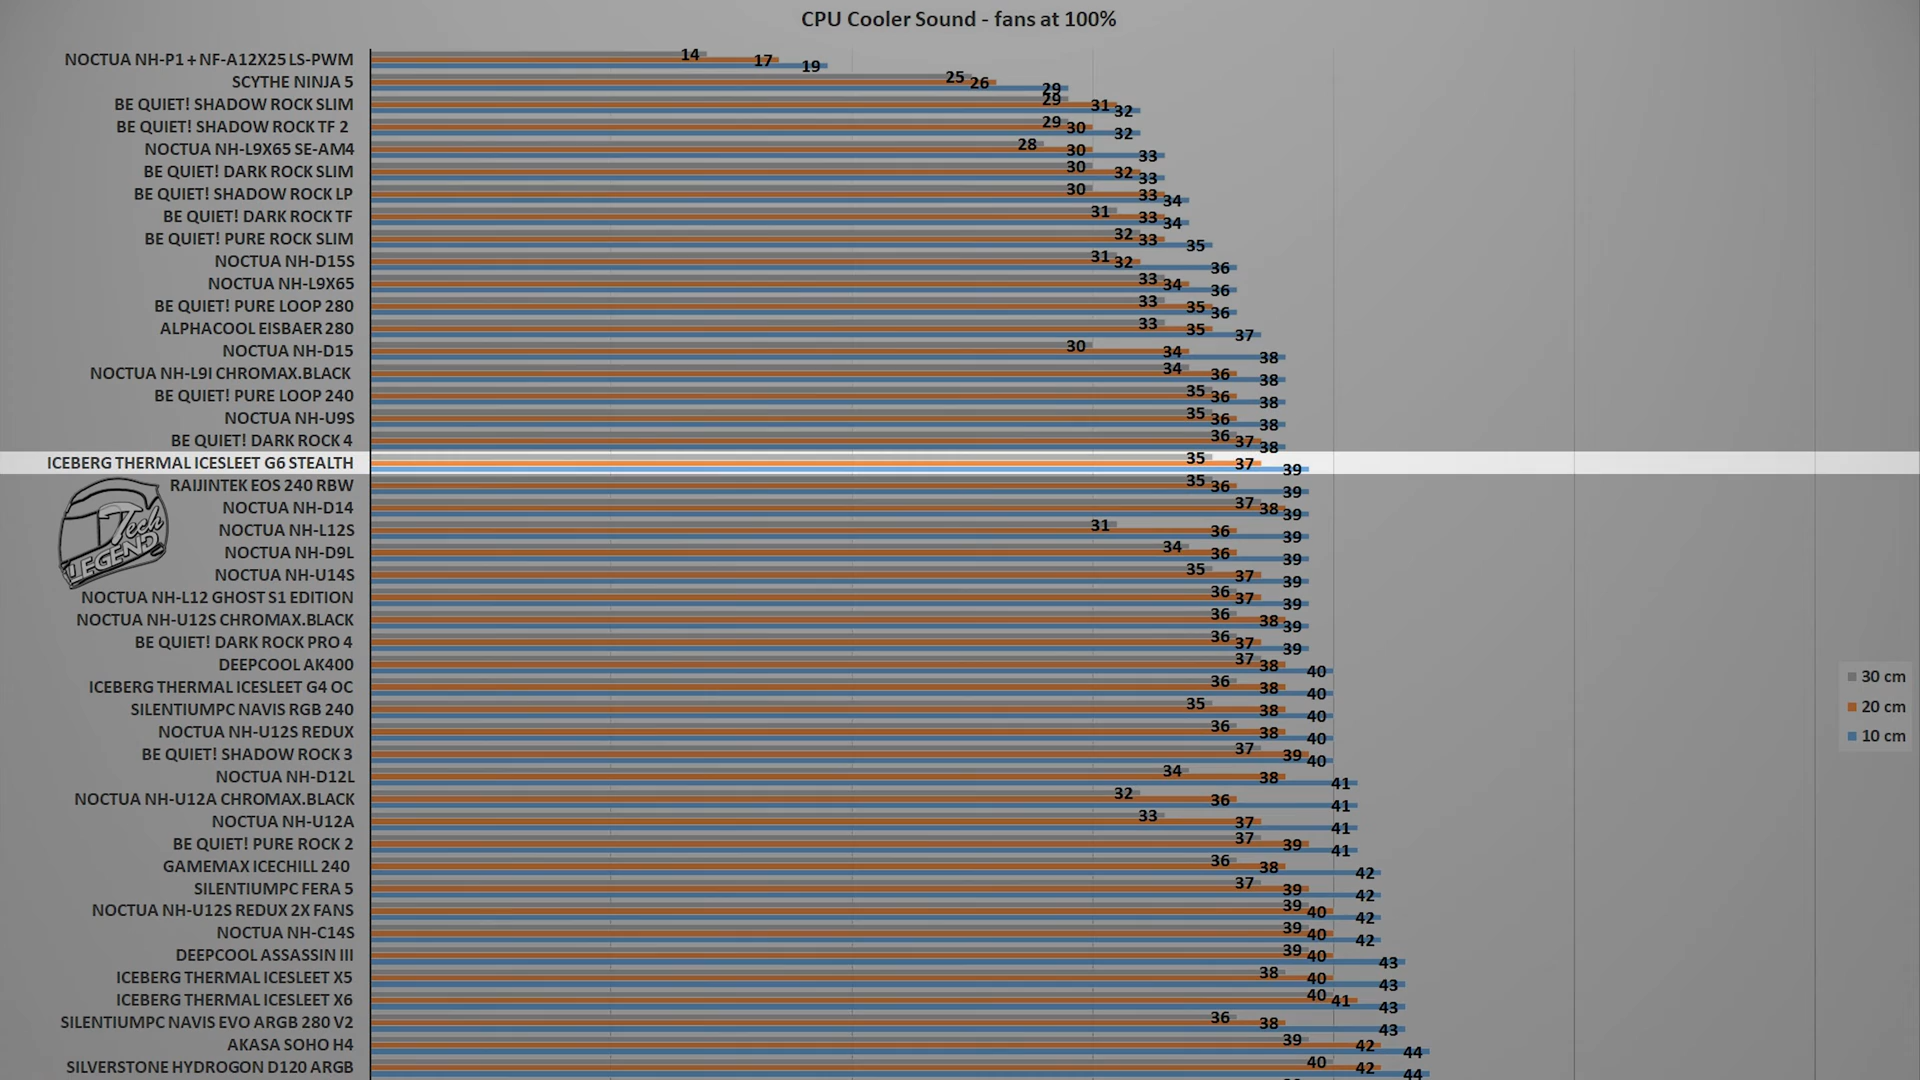 CPU Cooler Sound - fans at 100%
NOCTUA NH-P1 + NF-A12X25 LS-PWM 14 17 19
SCYTHE NINJA 5 25 26 29
BE QUIET! SHADOW ROCK SLIM 29 31 32
BE QUIET! SHADOW ROCK TF 2 29 30 32
NOCTUA NH-L9X65 SE-AM4 28 30 33
BE QUIET! DARK ROCK SLIM 30 32 33
BE QUIET! SHADOW ROCK LP 30 33 34
BE QUIET! DARK ROCK TF 31 33 34
BE QUIET! PURE ROCK SLIM 32 33 35
NOCTUA NH-D15S 31 32 36
NOCTUA NH-L9X65 33 34 36
BE QUIET! PURE LOOP 280 33 35 36
ALPHACOOL EISBAER 280 33 35 37
NOCTUA NH-D15 30 34 38
NOCTUA NH-L9I CHROMAX.BLACK 34 36 38
BE QUIET! PURE LOOP 240 35 36 38
NOCTUA NH-U9S 35 36 38
BE QUIET! DARK ROCK 4 36 37 38
ICEBERG THERMAL ICESLEET G6 STEALTH 35 37 39
RAIJINTEK EOS 240 RBW 35 36 39
NOCTUA NH-D14 37 38 39
NOCTUA NH-L12S 31 36 39
NOCTUA NH-D9L 34 36 39
NOCTUA NH-U14S 35 37 39
NOCTUA NH-L12 GHOST S1 EDITION 36 37 39
NOCTUA NH-U12S CHROMAX.BLACK 36 38 39
BE QUIET! DARK ROCK PRO 4 36 37 39
DEEPCOOL AK400 37 38 40
ICEBERG THERMAL ICESLEET G4 OC 36 38 40
SILENTIUMPC NAVIS RGB 240 35 38 40
NOCTUA NH-U12S REDUX 36 38 40
BE QUIET! SHADOW ROCK 3 37 39 40
NOCTUA NH-D12L 34 38 41
NOCTUA NH-U12A CHROMAX.BLACK 32 36 41
NOCTUA NH-U12A 33 37 41
BE QUIET! PURE ROCK 2 37 39 41
GAMEMAX ICECHILL 240 36 38 42
SILENTIUMPC FERA 5 37 39 42
NOCTUA NH-U12S REDUX 2X FANS 39 40 42
NOCTUA NH-C14S 39 40 42
DEEPCOOL ASSASSIN III 39 40 43
ICEBERG THERMAL ICESLEET X5 38 40 43
ICEBERG THERMAL ICESLEET X6 40 41 43
SILENTIUMPC NAVIS EVO ARGB 280 V2 36 38 43
AKASA SOHO H4 39 42 44
SILVERSTONE HYDROGON D120 ARGB 40 42 44
Tech
LEGEND
30 cm
20 cm
10 cm